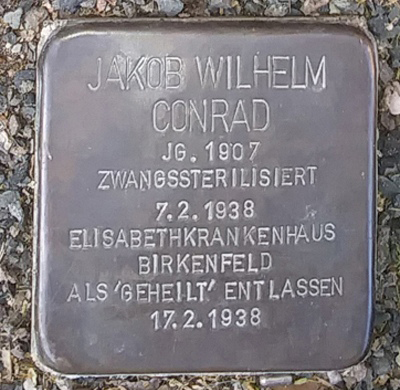 JAKOB WILHELM
CONRAD
JG. 1907
ZWANGSSTERILISIERT
7.2.1938
ELISABETHKRANKENHAUS
BIRKENFELD
ALS 'GEHEILT' ENTLASSEN
17.2.1938